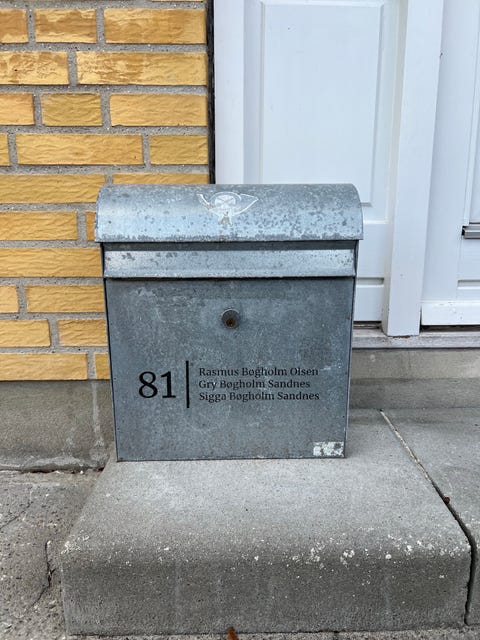 81
Rasmus Bøgholm Olsen
Gry Bøgholm Sandnes
Sigga Bøgholm Sandnes